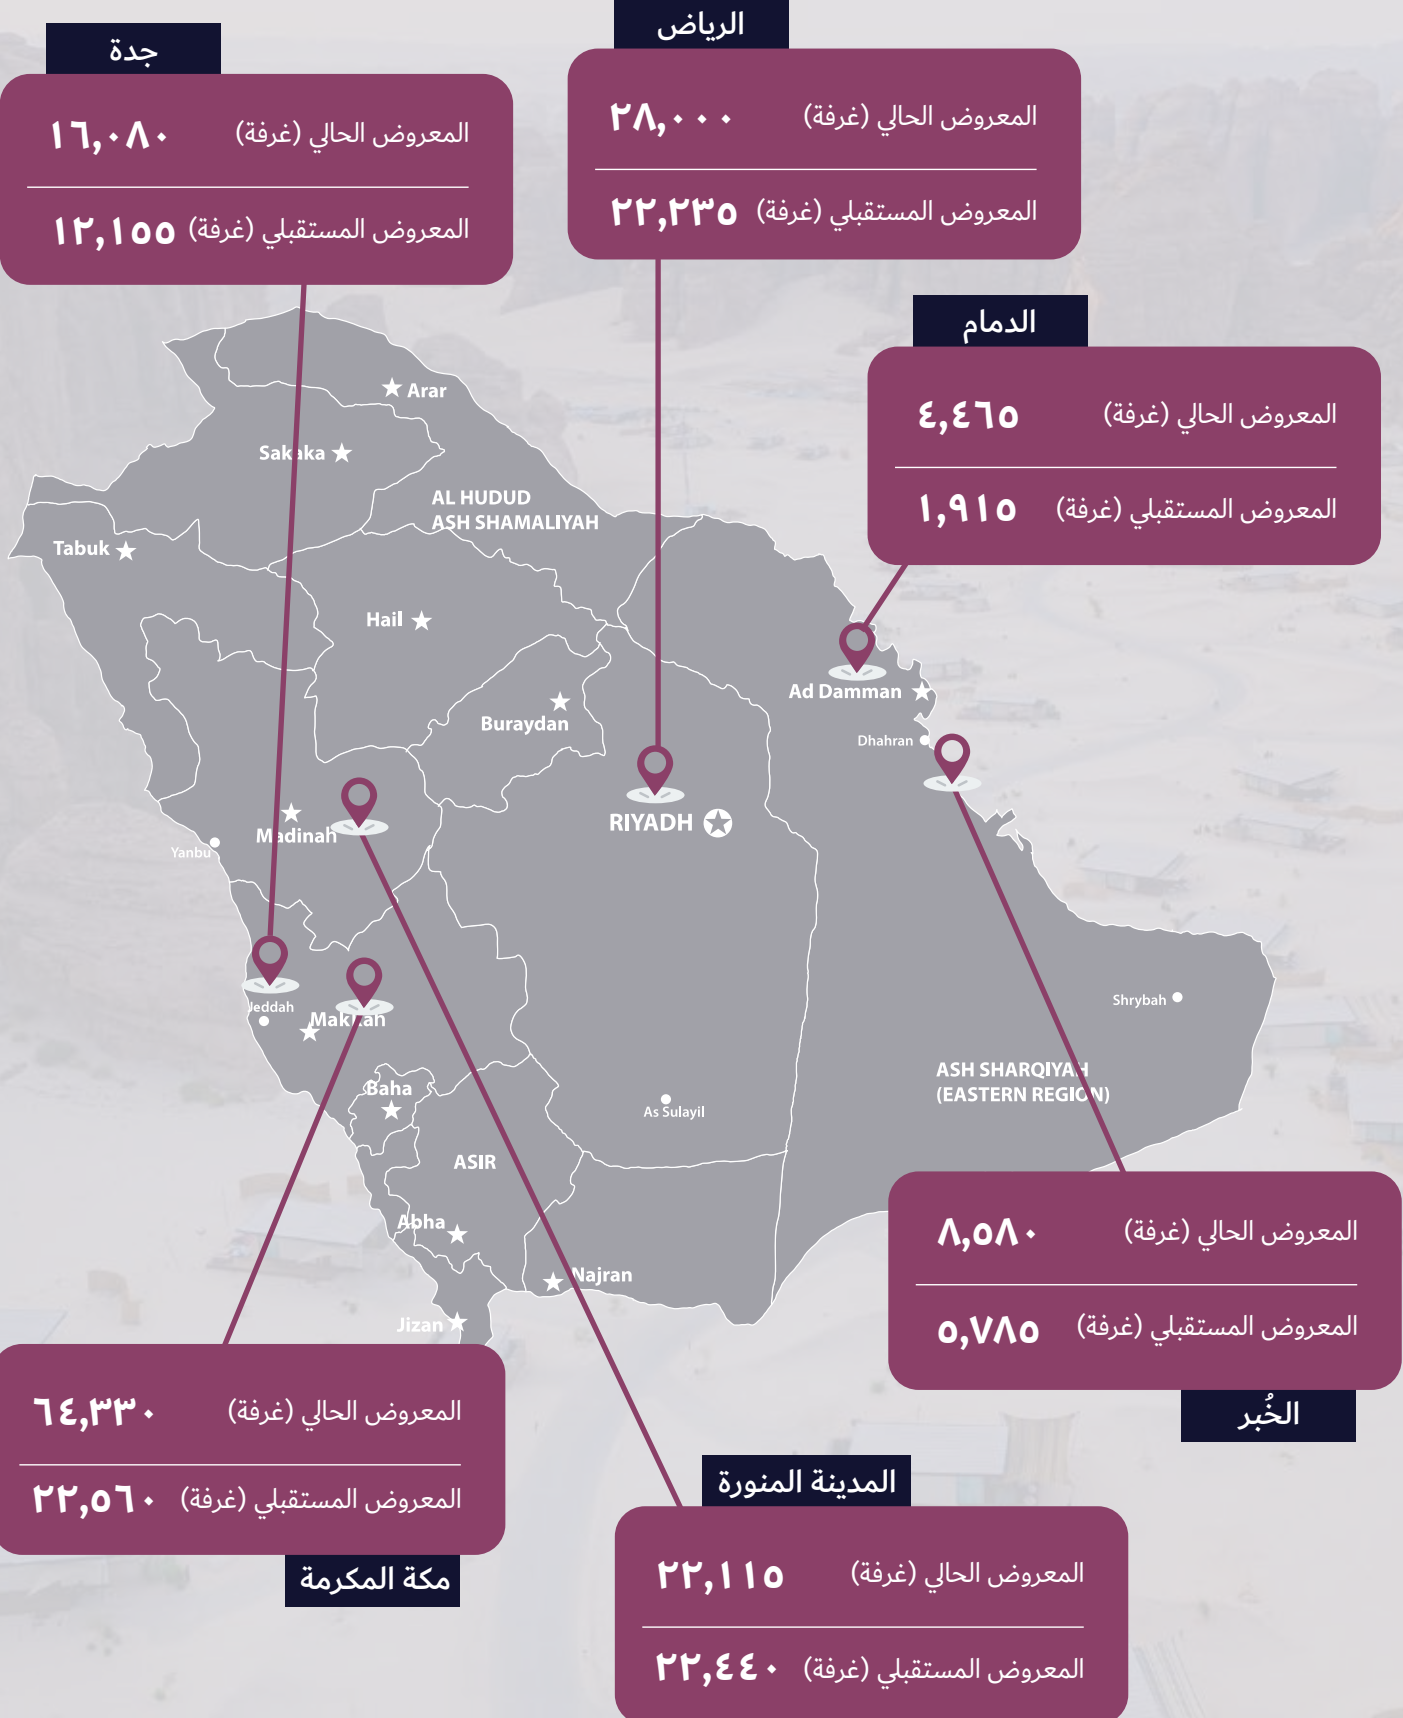 الرياض
المعروض الحالي (غرفة) ٢٨,٠٠٠
المعروض المستقبلي (غرفة) ٢٢,٢٣٥
جدة
المعروض الحالي (غرفة) ١٦,٠٨٠
المعروض المستقبلي (غرفة) ١٢,١٥٥
الدمام
المعروض الحالي (غرفة) ٤,٤٦٥
المعروض المستقبلي (غرفة) ١,٩١٥
Arar
Sakaka
AL HUDUD
ASH SHAMALIYAH
Tabuk
Hail
Ad Damman
Buraydan
Dhahran
RIYADH
Madinah
Yanbu
Shrybah
Jeddah
Makkah
ASH SHARQIYAH
(EASTERN REGION)
Baha
As Sulayil
ASIR
Abha
Najran
Jizan
المعروض الحالي (غرفة) ٨,٥٨٠
المعروض المستقبلي (غرفة) ٥,٧٨٥
الخُبر
المعروض الحالي (غرفة) ٦٤,٣٣٠
المعروض المستقبلي (غرفة) ٢٢,٥٦٠
مكة المكرمة
المدينة المنورة
المعروض الحالي (غرفة) ٢٢,١١٥
المعروض المستقبلي (غرفة) ٢٢,٤٤٠